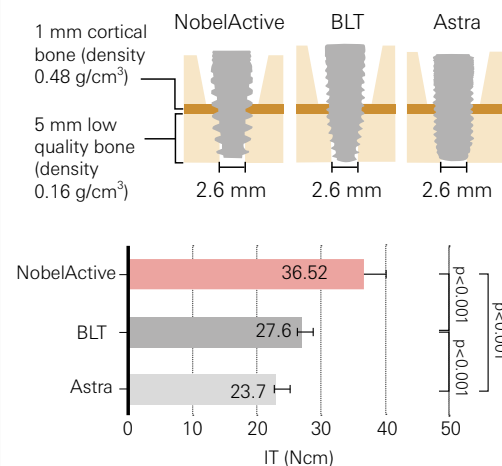 1 mm cortical
bone (density
0.48 g/cm³)
5 mm low
quality bone
(density
0.16 g/cm³)
NobelActive
BLT
Astra
2.6 mm
2.6 mm
2.6 mm
NobelActive
36.52
BLT
27.6
Astra
23.7
p<0.001
p<0.001
p<0.001
0
10
20
30
40
50
IT (Ncm)